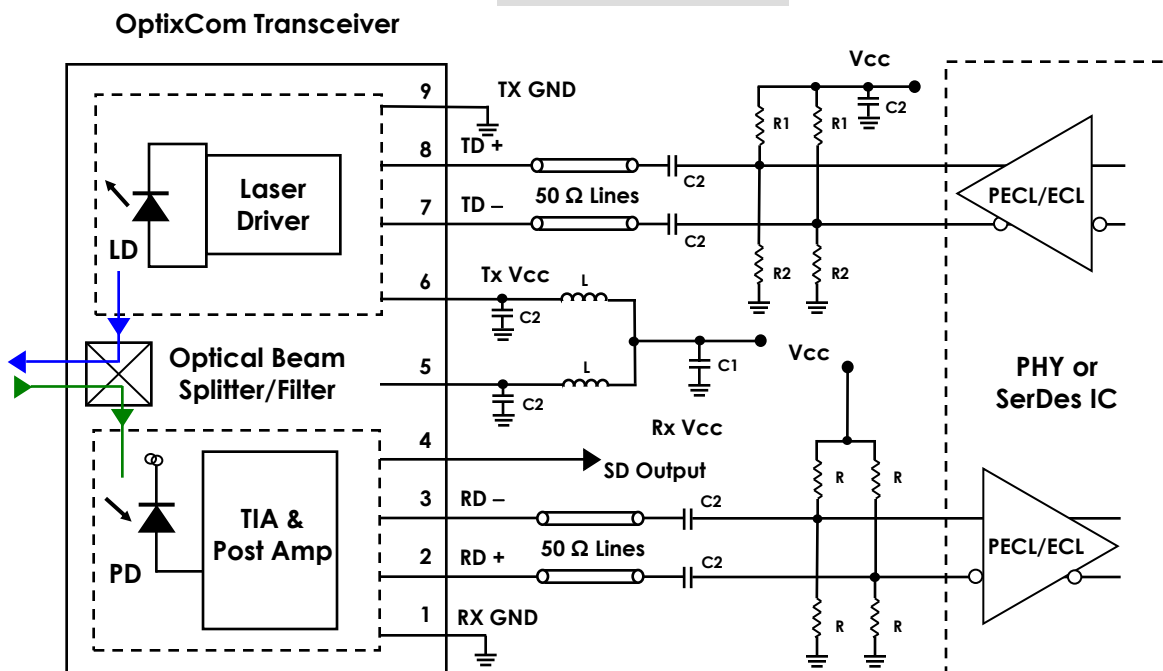 OptixCom Transceiver
9
TX GND
Vcc
C2
R1
R1
8
TD +
C2
50 Ω Lines
PECL/ECL
Laser
Driver
7
TD –
C2
LD
R2
R2
6
Tx Vcc
L
C2
C1
Vcc
Optical Beam
Splitter/Filter
5
L
C2
PHY or
SerDes IC
Rx Vcc
4
SD Output
R
R
3
RD –
C2
TIA &
Post Amp
50 Ω Lines
PECL/ECL
2
RD +
C2
PD
1
RX GND
R
R